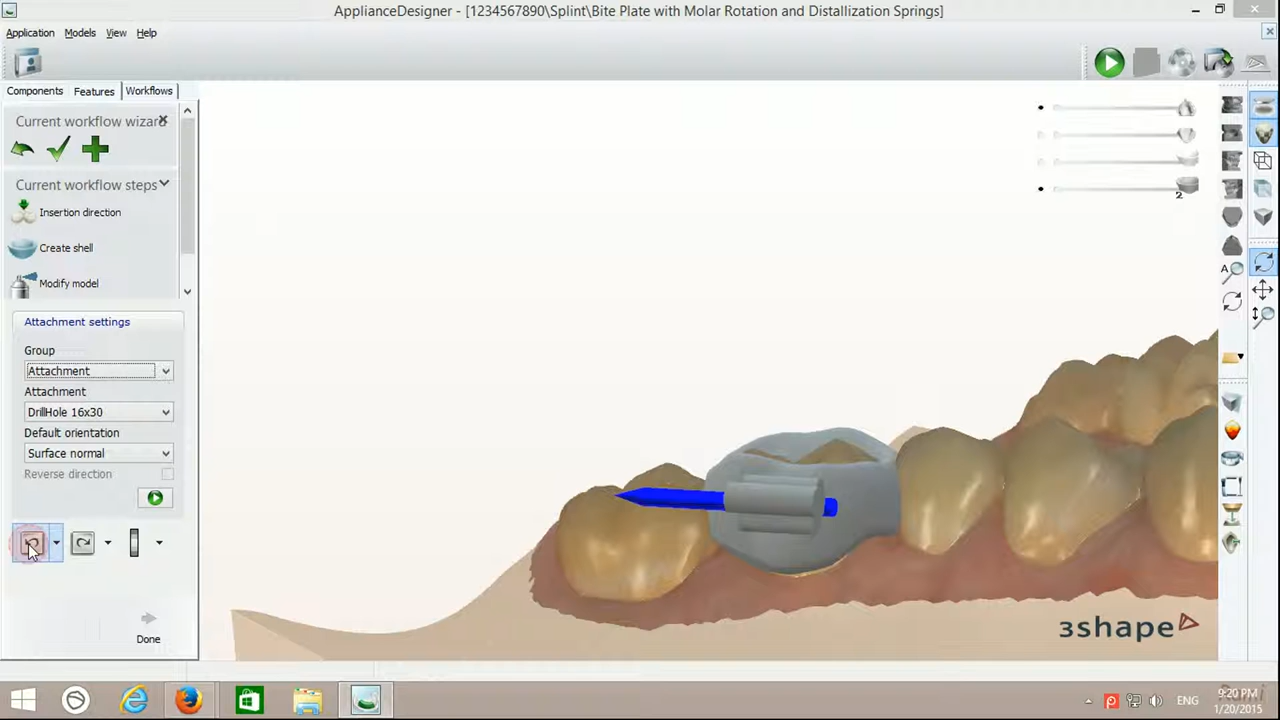 ApplianceDesigner - [1234567890\Splint\Bite Plate with Molar Rotation and Distallization Springs]
Application Models View Help
Components Features Workflows
Current workflow wizard
Current workflow steps
Insertion direction
Create shell
Modify model
Attachment settings
Group
Attachment
Attachment
DrillHole 16x30
Default orientation
Surface normal
Reverse direction
Done
2
A
3shape
ENG
9:20 PM
1/20/2015